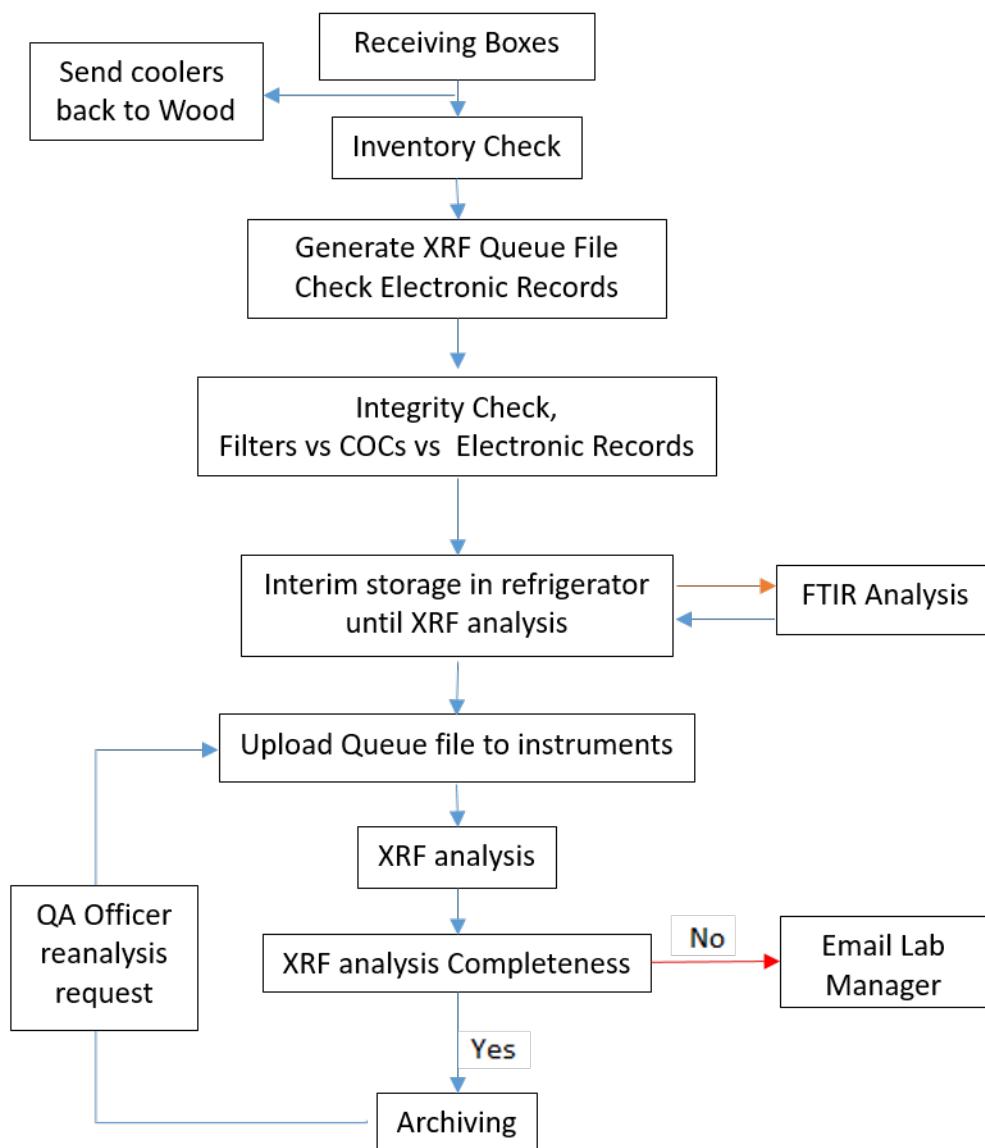 Receiving Boxes
Send coolers
back to Wood
Inventory Check
Generate XRF Queue File
Check Electronic Records
Integrity Check,
Filters vs COCs vs  Electronic Records
Interim storage in refrigerator
until XRF analysis
FTIR Analysis
Upload Queue file to instruments
XRF analysis
QA Officer
reanalysis
request
XRF analysis Completeness
No
Email Lab
Manager
Yes
Archiving